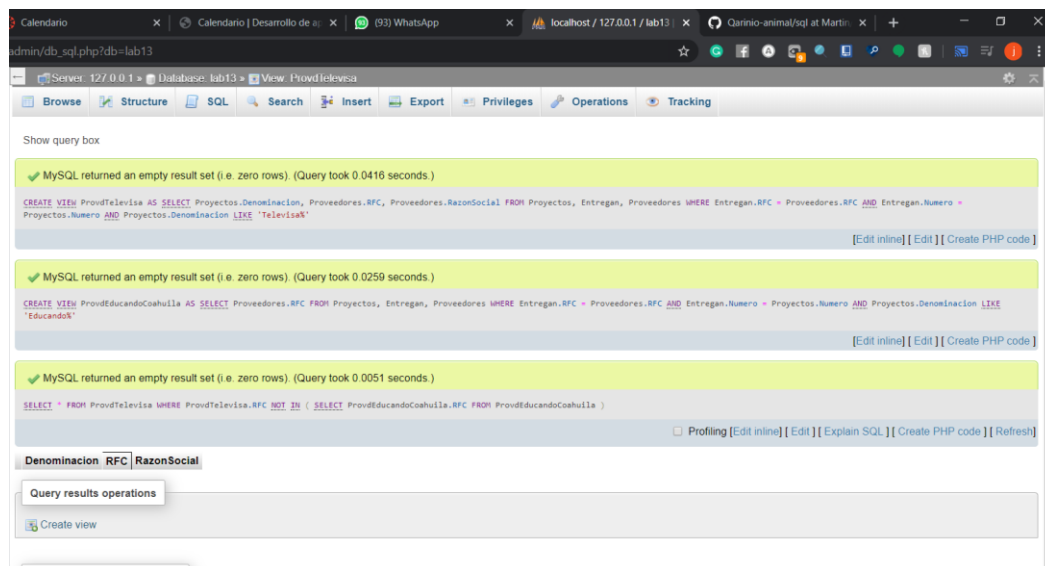 Calendario
Calendario | Desarrollo de ap
(93) WhatsApp
localhost / 127.0.0.1 / lab13 |
Qarinio-animal/sql at Martin
admin/db_sql.php?db=lab13
Server: 127.0.0.1 » Database: lab13 » View: ProvdTelevisa
Browse Structure SQL Search Insert Export Privileges Operations Tracking
Show query box
MySQL returned an empty result set (i.e. zero rows). (Query took 0.0416 seconds.)
CREATE VIEW ProvdTelevisa AS SELECT Proyectos.Denominacion, Proveedores.RFC, Proveedores.RazonSocial FROM Proyectos, Entregan, Proveedores WHERE Entregan.RFC = Proveedores.RFC AND Entregan.Numero =
Proyectos.Numero AND Proyectos.Denominacion LIKE 'Televisa%'
[Edit inline] [ Edit ] [ Create PHP code ]
MySQL returned an empty result set (i.e. zero rows). (Query took 0.0259 seconds.)
CREATE VIEW ProvdEducandoCoahuila AS SELECT Proveedores.RFC FROM Proyectos, Entregan, Proveedores WHERE Entregan.RFC = Proveedores.RFC AND Entregan.Numero = Proyectos.Numero AND Proyectos.Denominacion LIKE
'Educando%'
[Edit inline] [ Edit ] [ Create PHP code ]
MySQL returned an empty result set (i.e. zero rows). (Query took 0.0051 seconds.)
SELECT * FROM ProvdTelevisa WHERE ProvdTelevisa.RFC NOT IN ( SELECT ProvdEducandoCoahuila.RFC FROM ProvdEducandoCoahuila )
Profiling [Edit inline] [ Edit ] [ Explain SQL ] [ Create PHP code ] [ Refresh]
Denominacion RFC RazonSocial
Query results operations
Create view